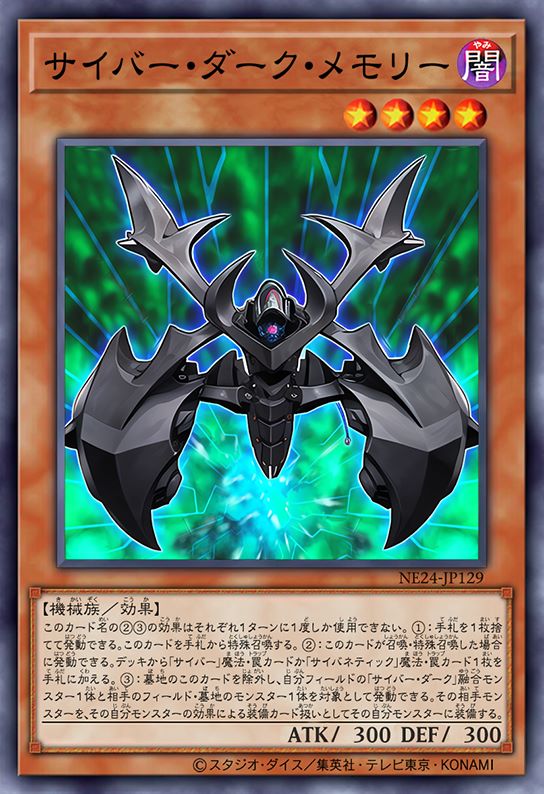 サイバー・ダーク・メモリー
闇
やみ
NE24-JP129
【機械族/効果】
このカード名の②③の効果はそれぞれ1ターンに1度しか使用できない。①:手札を1枚捨
てて発動できる。このカードを手札から特殊召喚する。②:このカードが召喚・特殊召喚した場合
に発動できる。デッキから「サイバー」魔法・罠カードか「サイバネティック」魔法・罠カード1枚を
手札に加える。③:墓地のこのカードを除外し、自分フィールドの「サイバー・ダーク」融合モン
スター1体と相手のフィールド・墓地のモンスター1体を対象として発動できる。その相手モン
スターを、その自分モンスターの効果による装備カード扱いとしてその自分モンスターに装備する。
ATK/ 300 DEF/ 300
©スタジオ・ダイス/集英社・テレビ東京・KONAMI